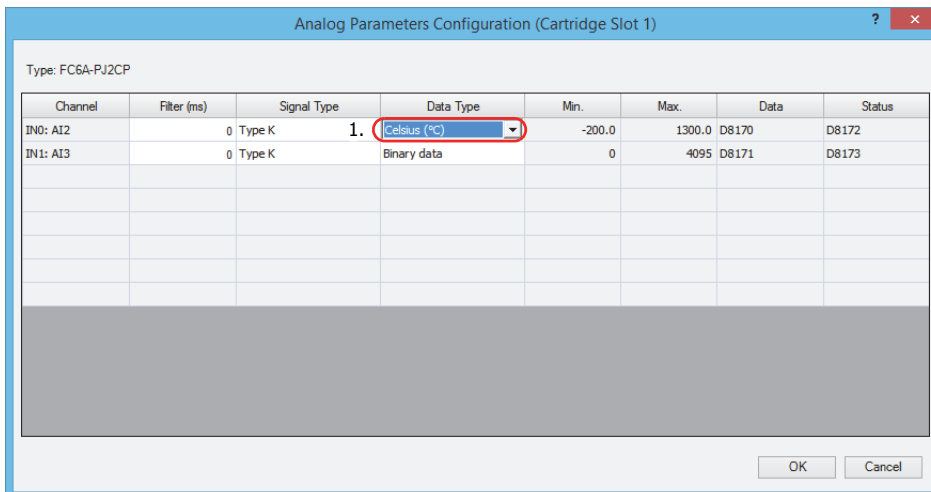 Analog Parameters Configuration (Cartridge Slot 1) ? ×
Type: FC6A-PJ2CP
Channel Filter (ms) Signal Type Data Type Min. Max. Data Status
IN0: AI2 0 Type K 1. Celsius (ºC) -200.0 1300.0 D8170 D8172
IN1: AI3 0 Type K Binary data 0 4095 D8171 D8173
OK Cancel